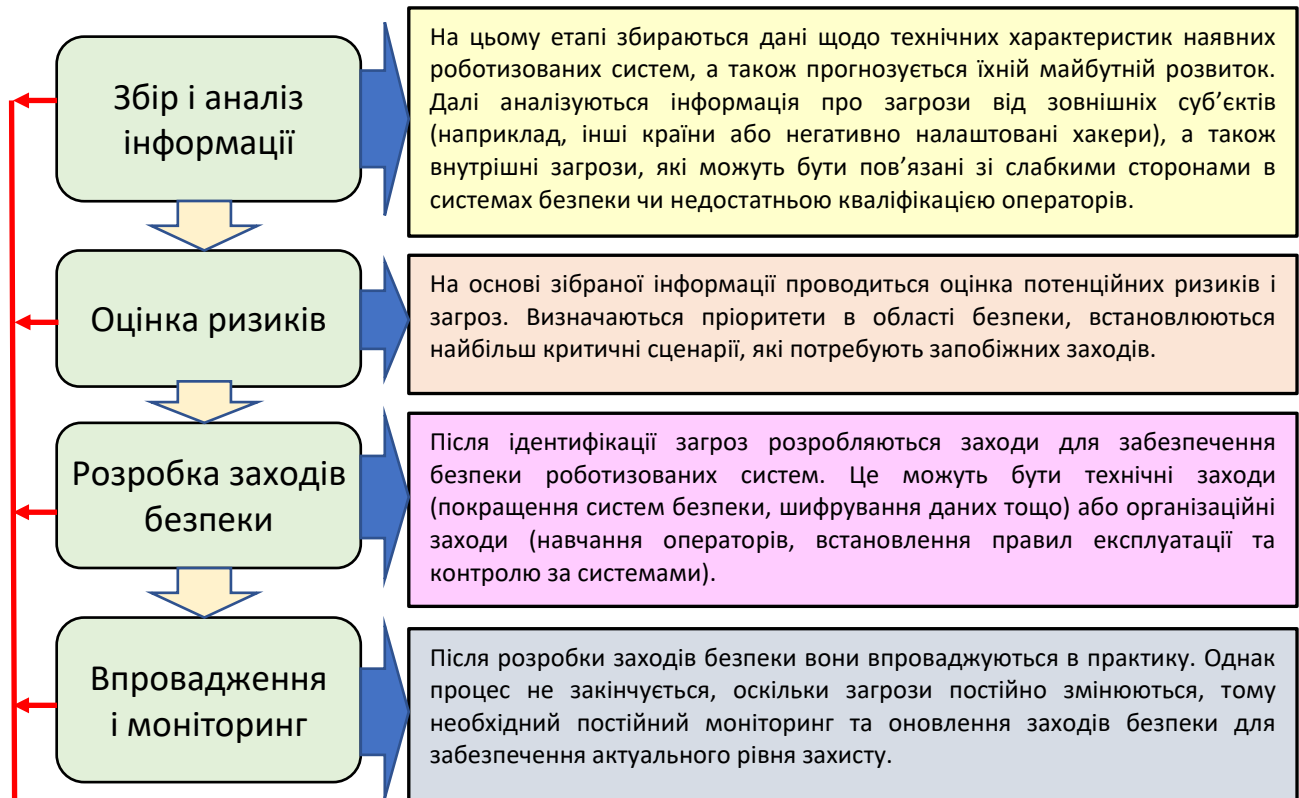 Збір і аналіз
інформації
На цьому етапі збираються дані щодо технічних характеристик наявних
роботизованих систем, а також прогнозується їхній майбутній розвиток.
Далі аналізуються інформація про загрози від зовнішніх суб’єктів
(наприклад, інші країни або негативно налаштовані хакери), а також
внутрішні загрози, які можуть бути пов’язані зі слабкими сторонами в
системах безпеки чи недостатньою кваліфікацією операторів.
Оцінка ризиків
На основі зібраної інформації проводиться оцінка потенційних ризиків і
загроз. Визначаються пріоритети в області безпеки, встановлюються
найбільш критичні сценарії, які потребують запобіжних заходів.
Розробка заходів
безпеки
Після ідентифікації загроз розробляються заходи для забезпечення
безпеки роботизованих систем. Це можуть бути технічні заходи
(покращення систем безпеки, шифрування даних тощо) або організаційні
заходи (навчання операторів, встановлення правил експлуатації та
контролю за системами).
Впровадження
і моніторинг
Після розробки заходів безпеки вони впроваджуються в практику. Однак
процес не закінчується, оскільки загрози постійно змінюються, тому
необхідний постійний моніторинг та оновлення заходів безпеки для
забезпечення актуального рівня захисту.